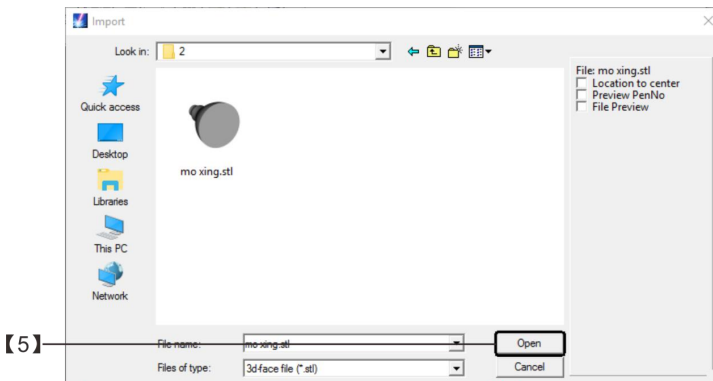 Import
Look in: 2
File: mo xing.stl
Location to center
Preview PenNo
File Preview
Quick access
Desktop
Libraries
This PC
Network
mo xing.stl
【5】
File name: mo xing.stl Open
Files of type: 3d-face file (*.stl) Cancel